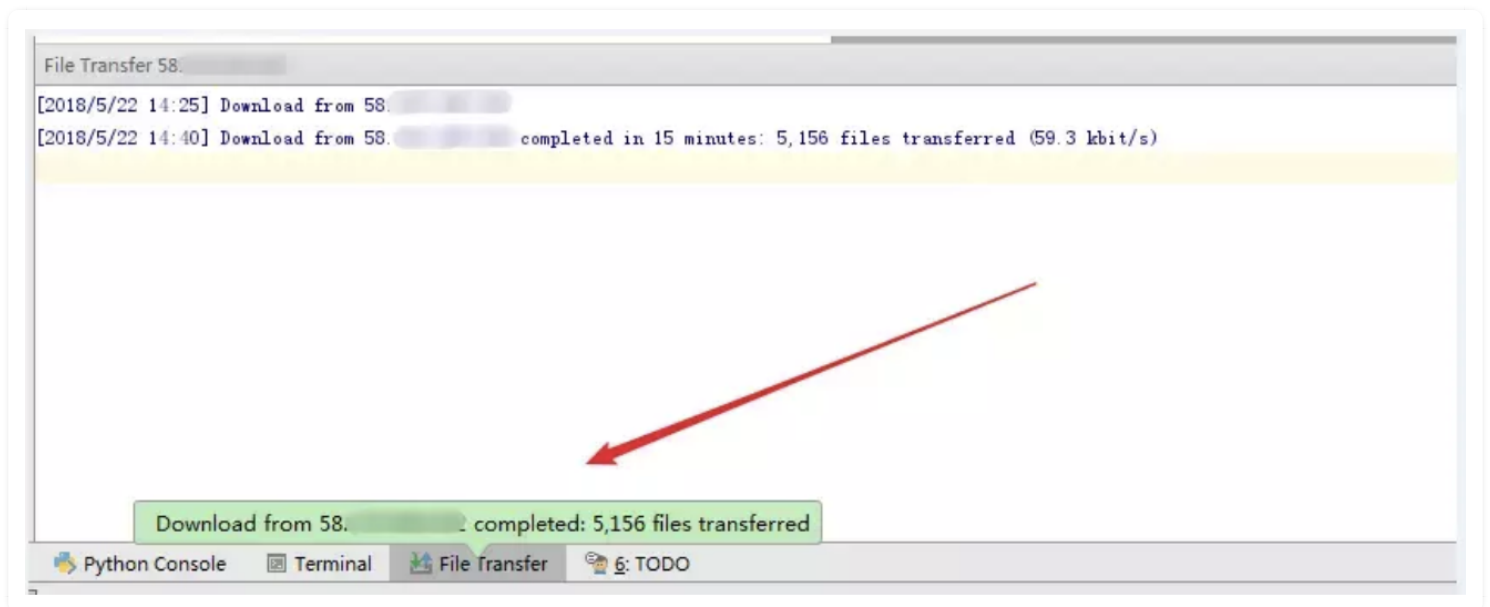 File Transfer 58.
[2018/5/22 14:25] Download from 58.
[2018/5/22 14:40] Download from 58. completed in 15 minutes: 5,156 files transferred (59.3 kbit/s)
Download from 58. completed: 5,156 files transferred
Python Console Terminal File Transfer 6: TODO